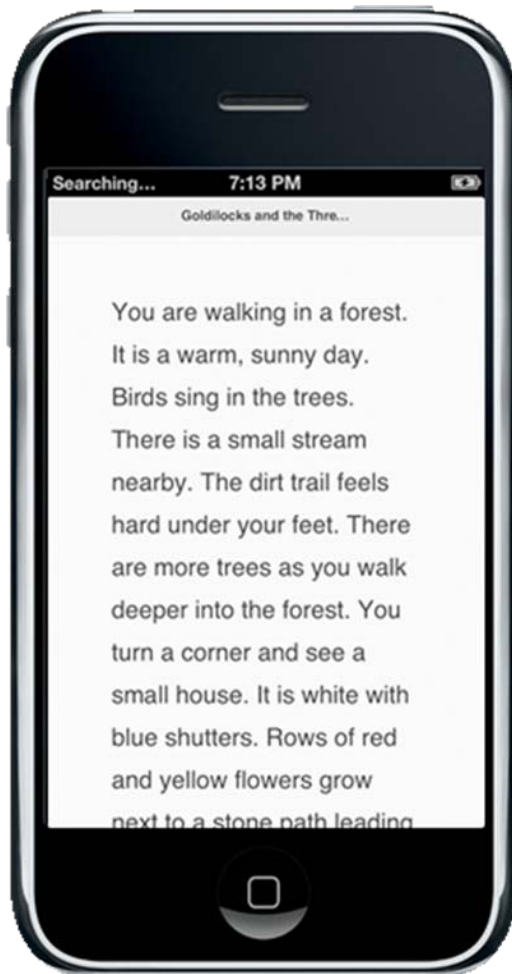 Searching... 7:13 PM
Goldilocks and the Thre...
You are walking in a forest.
It is a warm, sunny day.
Birds sing in the trees.
There is a small stream
nearby. The dirt trail feels
hard under your feet. There
are more trees as you walk
deeper into the forest. You
turn a corner and see a
small house. It is white with
blue shutters. Rows of red
and yellow flowers grow
next to a stone path leading